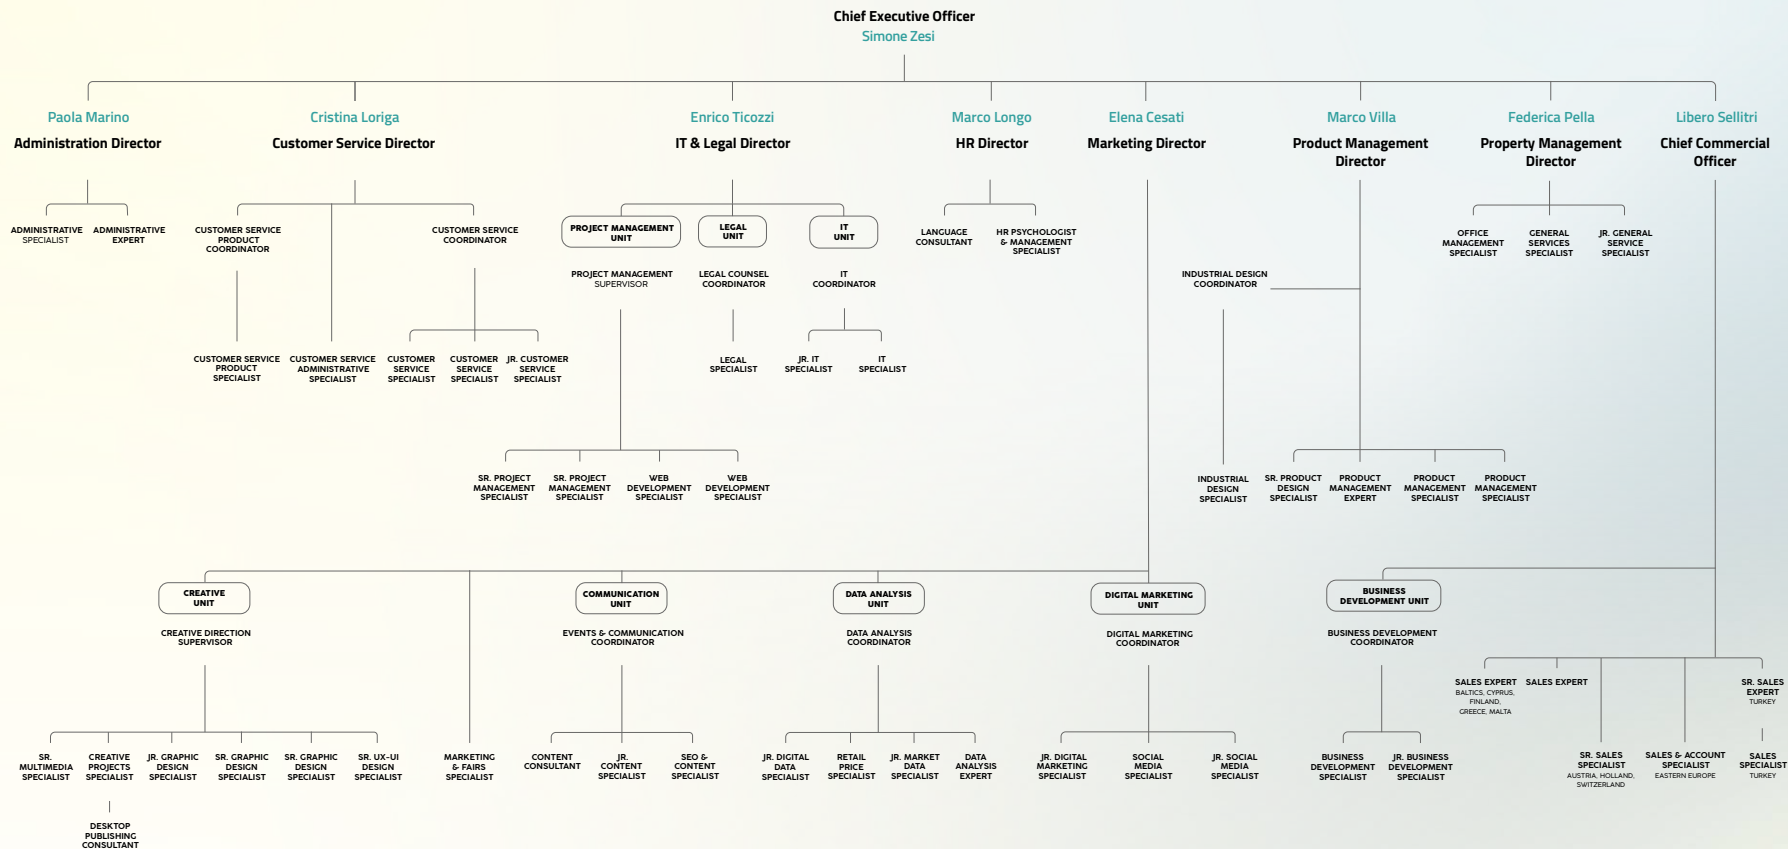 Chief Executive Officer
Simone Zesi
Paola Marino
Administration Director
Cristina Loriga
Customer Service Director
Enrico Ticozzi
IT & Legal Director
Marco Longo
HR Director
Elena Cesati
Marketing Director
Marco Villa
Product Management
Director
Federica Pella
Property Management
Director
Libero Sellitri
Chief Commercial
Officer
ADMINISTRATIVE
SPECIALIST
ADMINISTRATIVE
EXPERT
CUSTOMER SERVICE
PRODUCT
COORDINATOR
CUSTOMER SERVICE
COORDINATOR
PROJECT MANAGEMENT
UNIT
LEGAL
UNIT
IT
UNIT
LANGUAGE
CONSULTANT
HR PSYCHOLOGIST
& MANAGEMENT
SPECIALIST
OFFICE
MANAGEMENT
SPECIALIST
GENERAL
SERVICES
SPECIALIST
JR. GENERAL
SERVICE
SPECIALIST
PROJECT MANAGEMENT
SUPERVISOR
LEGAL COUNSEL
COORDINATOR
IT
COORDINATOR
INDUSTRIAL DESIGN
COORDINATOR
CUSTOMER SERVICE
PRODUCT
SPECIALIST
CUSTOMER SERVICE
ADMINISTRATIVE
SPECIALIST
CUSTOMER
SERVICE
SPECIALIST
CUSTOMER
SERVICE
SPECIALIST
JR. CUSTOMER
SERVICE
SPECIALIST
LEGAL
SPECIALIST
JR. IT
SPECIALIST
IT
SPECIALIST
SR. PROJECT
MANAGEMENT
SPECIALIST
SR. PROJECT
MANAGEMENT
SPECIALIST
WEB
DEVELOPMENT
SPECIALIST
WEB
DEVELOPMENT
SPECIALIST
INDUSTRIAL
DESIGN
SPECIALIST
SR. PRODUCT
DESIGN
SPECIALIST
PRODUCT
MANAGEMENT
EXPERT
PRODUCT
MANAGEMENT
SPECIALIST
PRODUCT
MANAGEMENT
SPECIALIST
CREATIVE
UNIT
COMMUNICATION
UNIT
DATA ANALYSIS
UNIT
DIGITAL MARKETING
UNIT
BUSINESS
DEVELOPMENT UNIT
CREATIVE DIRECTION
SUPERVISOR
EVENTS & COMMUNICATION
COORDINATOR
DATA ANALYSIS
COORDINATOR
DIGITAL MARKETING
COORDINATOR
BUSINESS DEVELOPMENT
COORDINATOR
SALES EXPERT
BALTICS, CYPRUS,
FINLAND,
GREECE, MALTA
SALES EXPERT
SR. SALES
EXPERT
TURKEY
SR.
MULTIMEDIA
SPECIALIST
CREATIVE
PROJECTS
SPECIALIST
JR. GRAPHIC
DESIGN
SPECIALIST
SR. GRAPHIC
DESIGN
SPECIALIST
SR. GRAPHIC
DESIGN
SPECIALIST
SR. UX-UI
DESIGN
SPECIALIST
MARKETING
& FAIRS
SPECIALIST
CONTENT
CONSULTANT
JR.
CONTENT
SPECIALIST
SEO &
CONTENT
SPECIALIST
JR. DIGITAL
DATA
SPECIALIST
RETAIL
PRICE
SPECIALIST
JR. MARKET
DATA
SPECIALIST
DATA
ANALYSIS
EXPERT
JR. DIGITAL
MARKETING
SPECIALIST
SOCIAL
MEDIA
SPECIALIST
JR. SOCIAL
MEDIA
SPECIALIST
BUSINESS
DEVELOPMENT
SPECIALIST
JR. BUSINESS
DEVELOPMENT
SPECIALIST
SR. SALES
SPECIALIST
AUSTRIA, HOLLAND,
SWITZERLAND
SALES & ACCOUNT
SPECIALIST
EASTERN EUROPE
SALES
SPECIALIST
TURKEY
DESKTOP
PUBLISHING
CONSULTANT